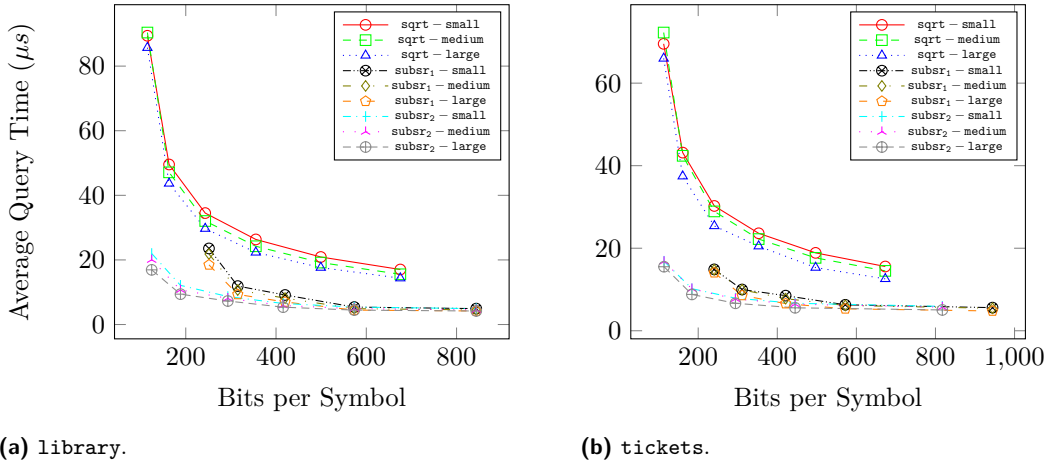 Average Query Time (μs)
80
60
40
20
0
200
400
600
800
Bits per Symbol
sqrt − small
sqrt − medium
sqrt − large
subsr₁ − small
subsr₁ − medium
subsr₁ − large
subsr₂ − small
subsr₂ − medium
subsr₂ − large
(a) library.
60
40
20
0
200
400
600
800
1,000
Bits per Symbol
sqrt − small
sqrt − medium
sqrt − large
subsr₁ − small
subsr₁ − medium
subsr₁ − large
subsr₂ − small
subsr₂ − medium
subsr₂ − large
(b) tickets.